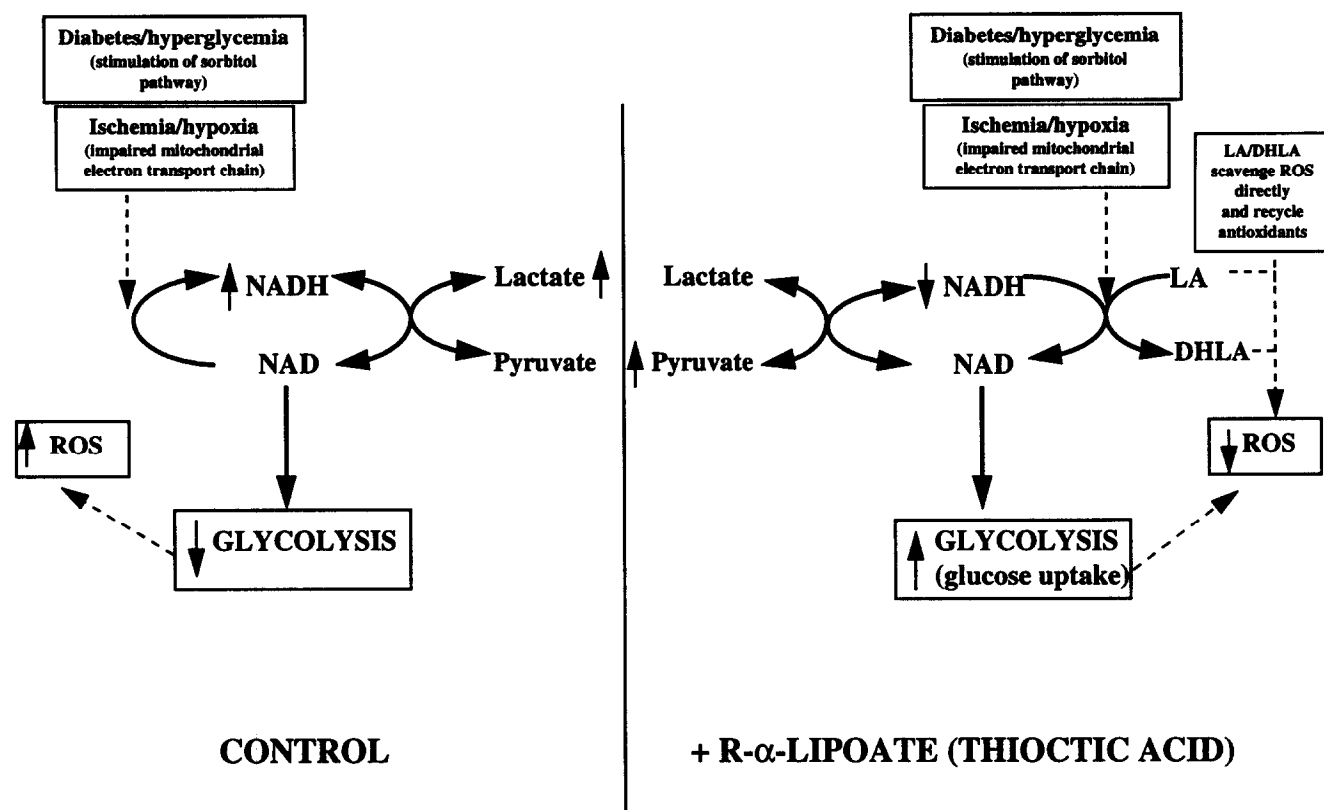 Diabetes/hyperglycemia
(stimulation of sorbitol
pathway)
Ischemia/hypoxia
(impaired mitochondrial
electron transport chain)
NADH
Lactate
NAD
Pyruvate
ROS
GLYCOLYSIS
CONTROL
Diabetes/hyperglycemia
(stimulation of sorbitol
pathway)
Ischemia/hypoxia
(impaired mitochondrial
electron transport chain)
LA/DHLA
scavenge ROS
directly
and recycle
antioxidants
Lactate
NADH
LA
Pyruvate
NAD
DHLA
ROS
GLYCOLYSIS
(glucose uptake)
+ R-α-LIPOATE (THIOCTIC ACID)